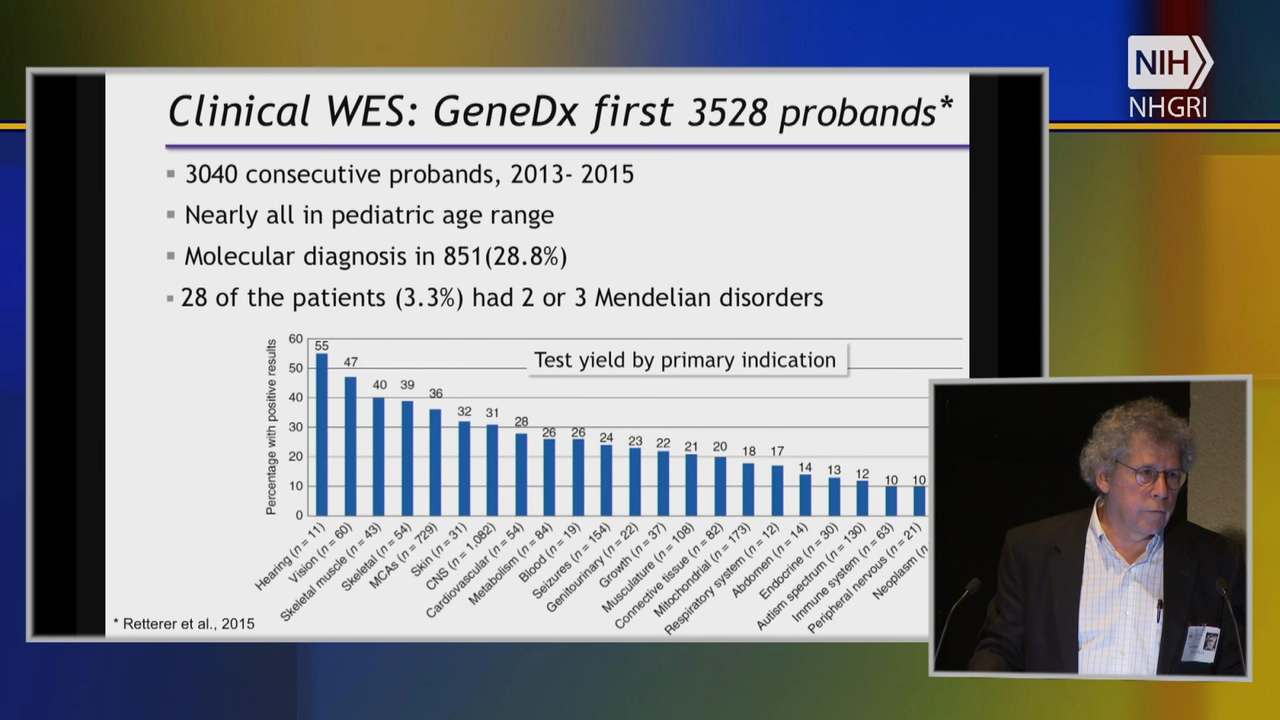 Clinical WES: GeneDx first 3528 probands*
NIH
NHGRI
3040 consecutive probands, 2013- 2015
Nearly all in pediatric age range
Molecular diagnosis in 851(28.8%)
28 of the patients (3.3%) had 2 or 3 Mendelian disorders
Test yield by primary indication
Percentage with positive results
60
50
40
30
20
10
0
55
47
40
39
36
32
31
28
26
26
24
23
22
21
20
18
17
14
13
12
10
10
Hearing (n = 11)
Vision (n = 60)
Skeletal muscle (n = 43)
Skeletal (n = 54)
MCAs (n = 729)
Skin (n = 31)
CNS (n = 1,082)
Cardiovascular (n = 54)
Metabolism (n = 84)
Blood (n = 19)
Seizures (n = 154)
Genitourinary (n = 22)
Growth (n = 37)
Musculature (n = 108)
Connective tissue (n = 82)
Mitochondrial (n = 173)
Respiratory system (n = 12)
Abdomen (n = 14)
Endocrine (n = 30)
Autism spectrum (n = 130)
Immune system (n = 63)
Peripheral nervous (n = 21)
Neoplasm (n
* Retterer et al., 2015